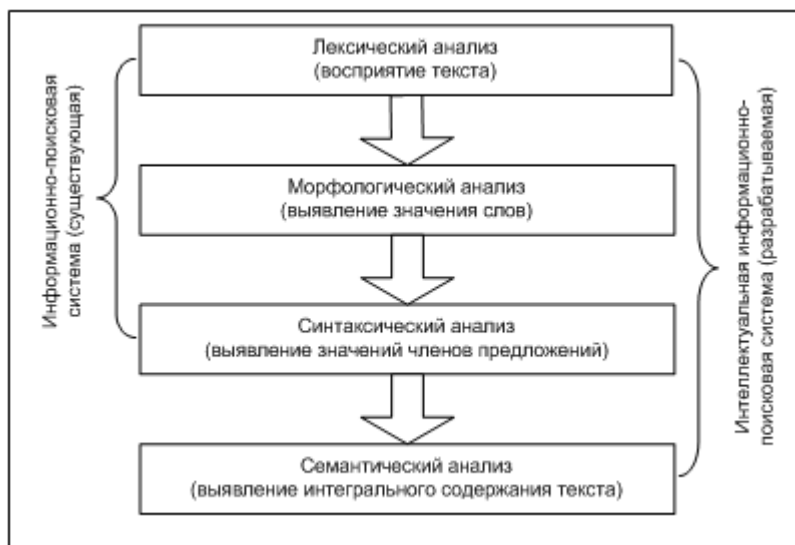 Лексический анализ
(восприятие текста)
Морфологический анализ
(выявление значения слов)
Синтаксический анализ
(выявление значений членов предложений)
Семантический анализ
(выявление интегрального содержания текста)
Информационно-поисковая
система (существующая)
Интеллектуальная информационно-
поисковая система (разрабатываемая)